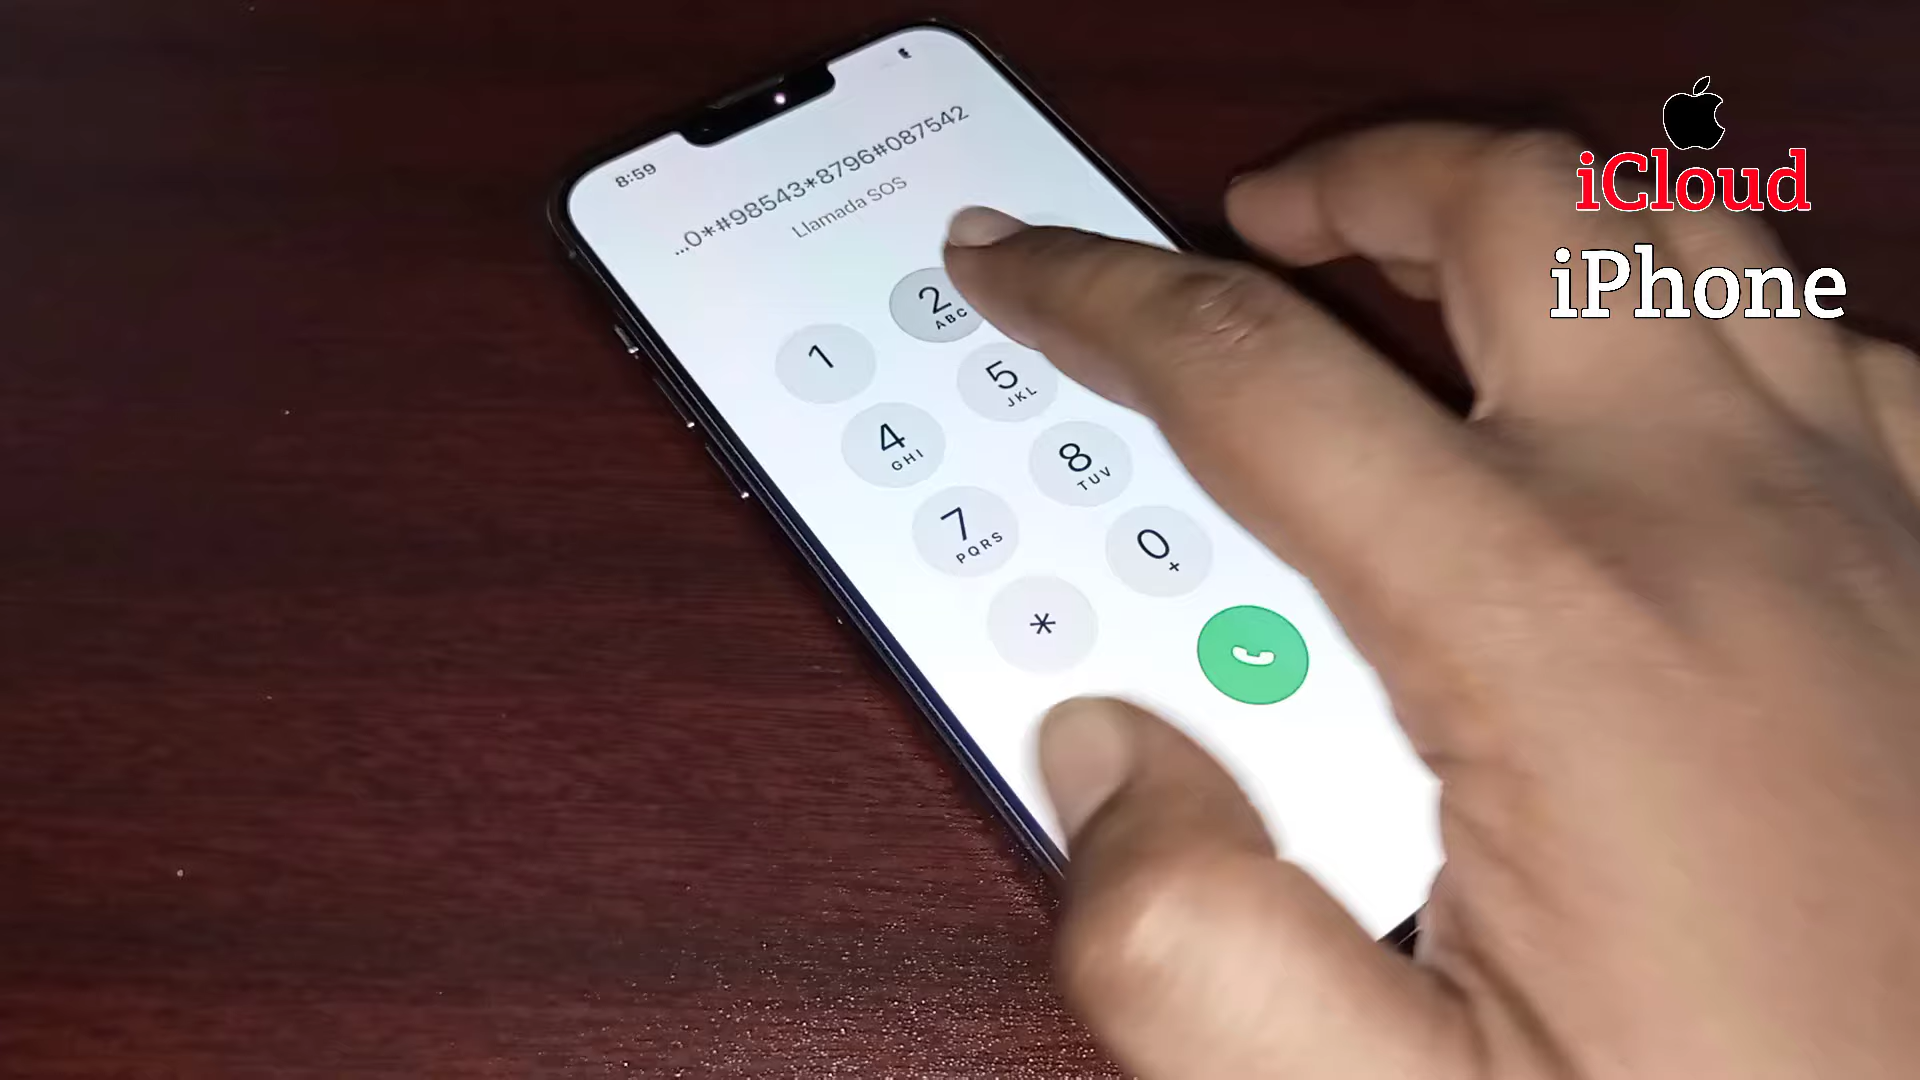 8:59
...0*#98543*8796#087542
Llamada SOS
1
2
ABC
4
GHI
5
JKL
7
PQRS
8
TUV
*
0
+
iCloud
iPhone